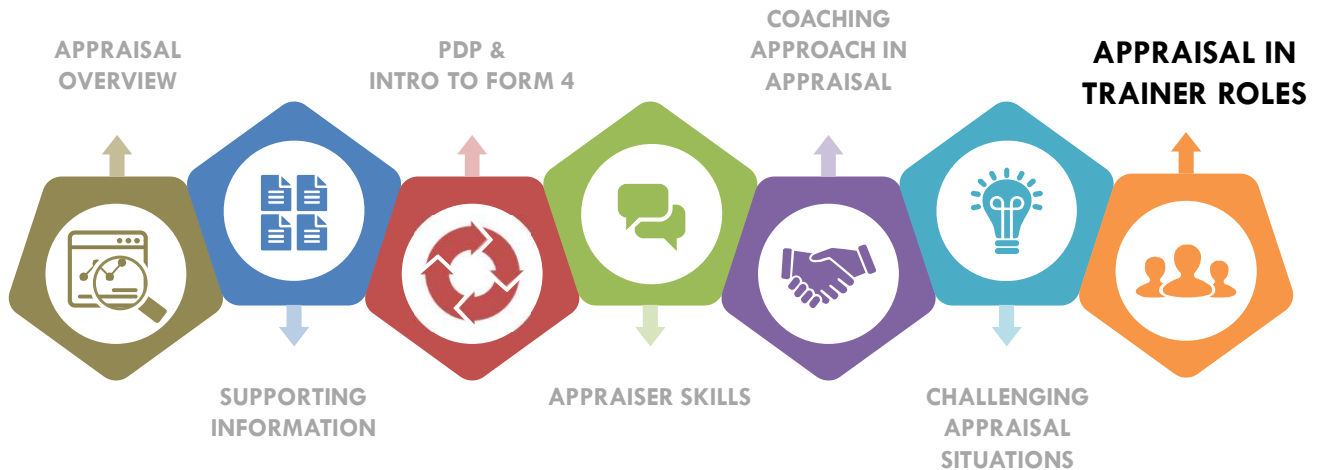 APPRAISAL
OVERVIEW
SUPPORTING
INFORMATION
PDP &
INTRO TO FORM 4
APPRAISER SKILLS
COACHING
APPROACH IN
APPRAISAL
CHALLENGING
APPRAISAL
SITUATIONS
APPRAISAL IN
TRAINER ROLES